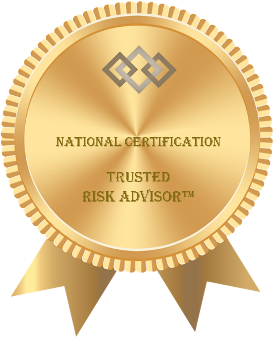 NATIONAL CERTIFICATION
TRUSTED
RISK ADVISOR™